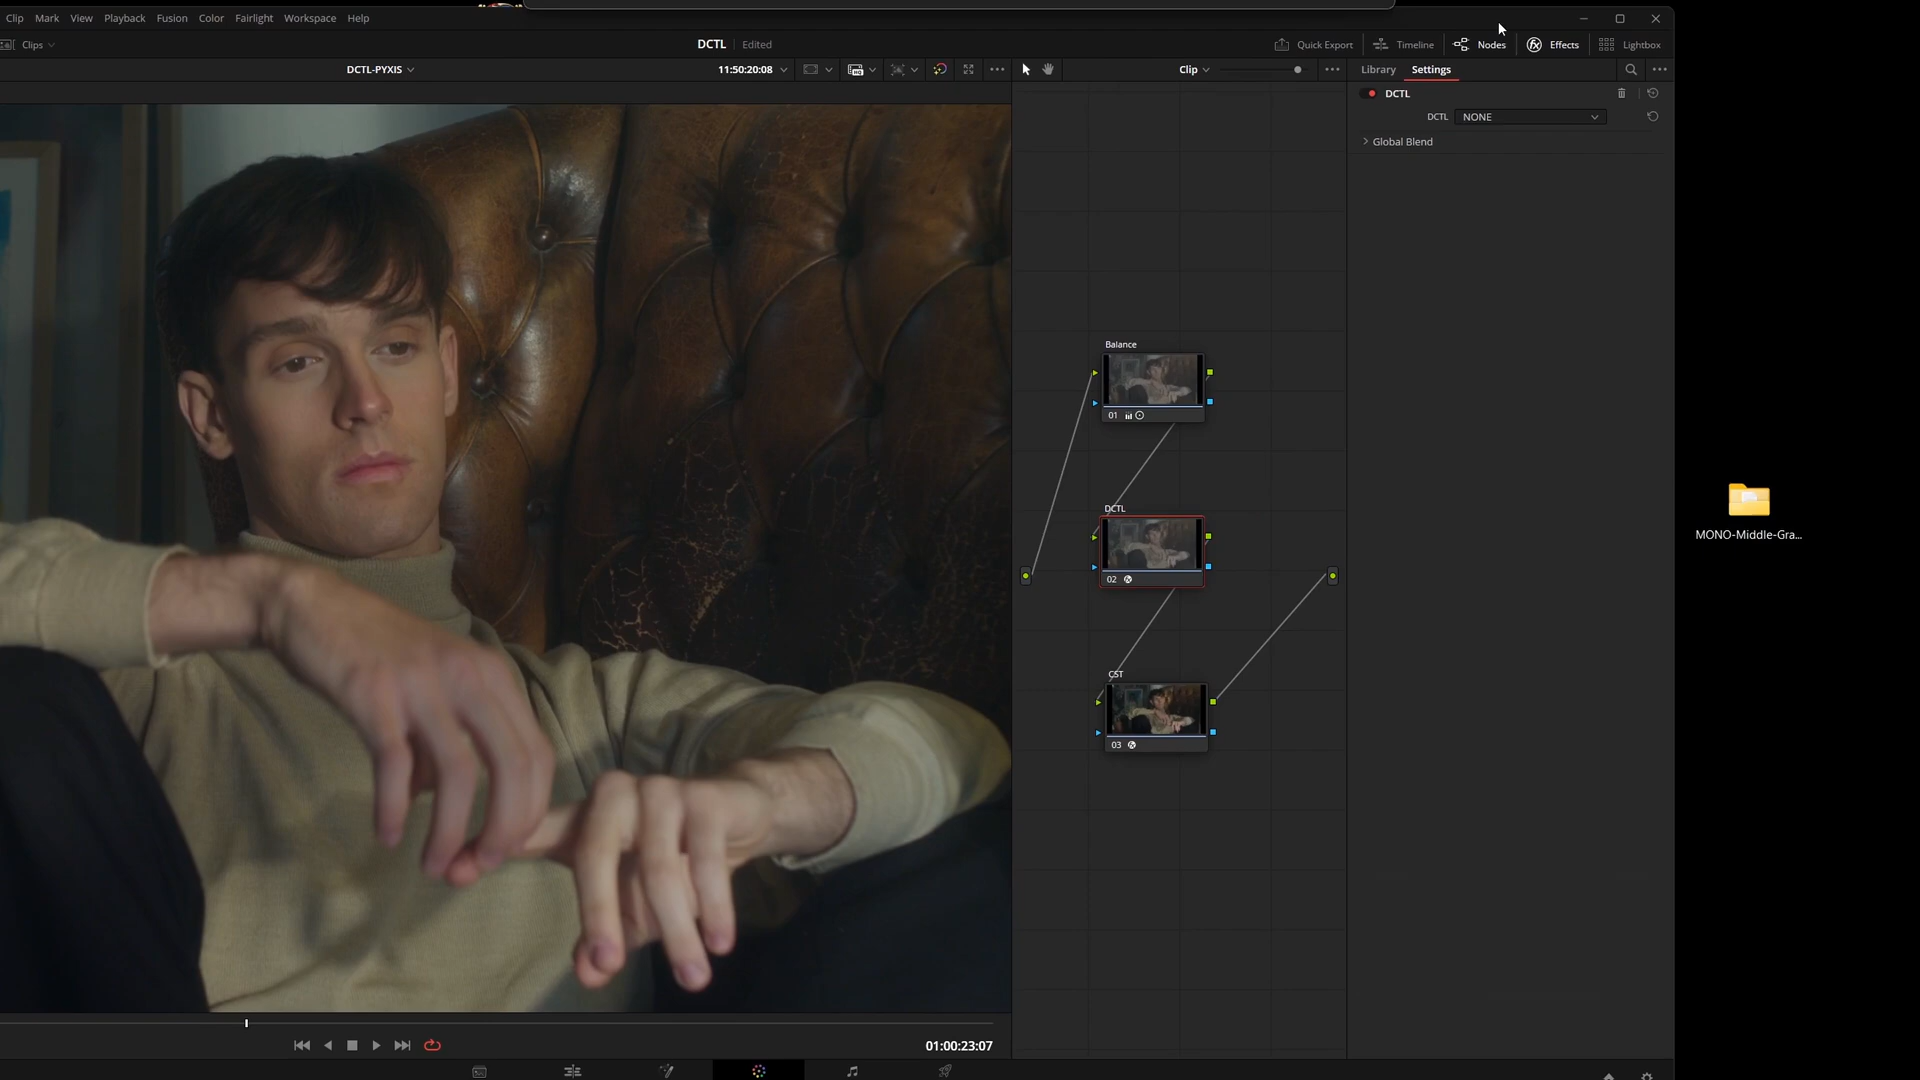 Clip Mark View Playback Fusion Color Fairlight Workspace Help
Clips
DCTL Edited
Quick Export Timeline Nodes Effects Lightbox
DCTL-PYXIS
11:50:20:08
Clip
Library Settings
DCTL
DCTL NONE
Global Blend
Balance
01
DCTL
02
CST
03
MONO-Middle-Gra...
01:00:23:07